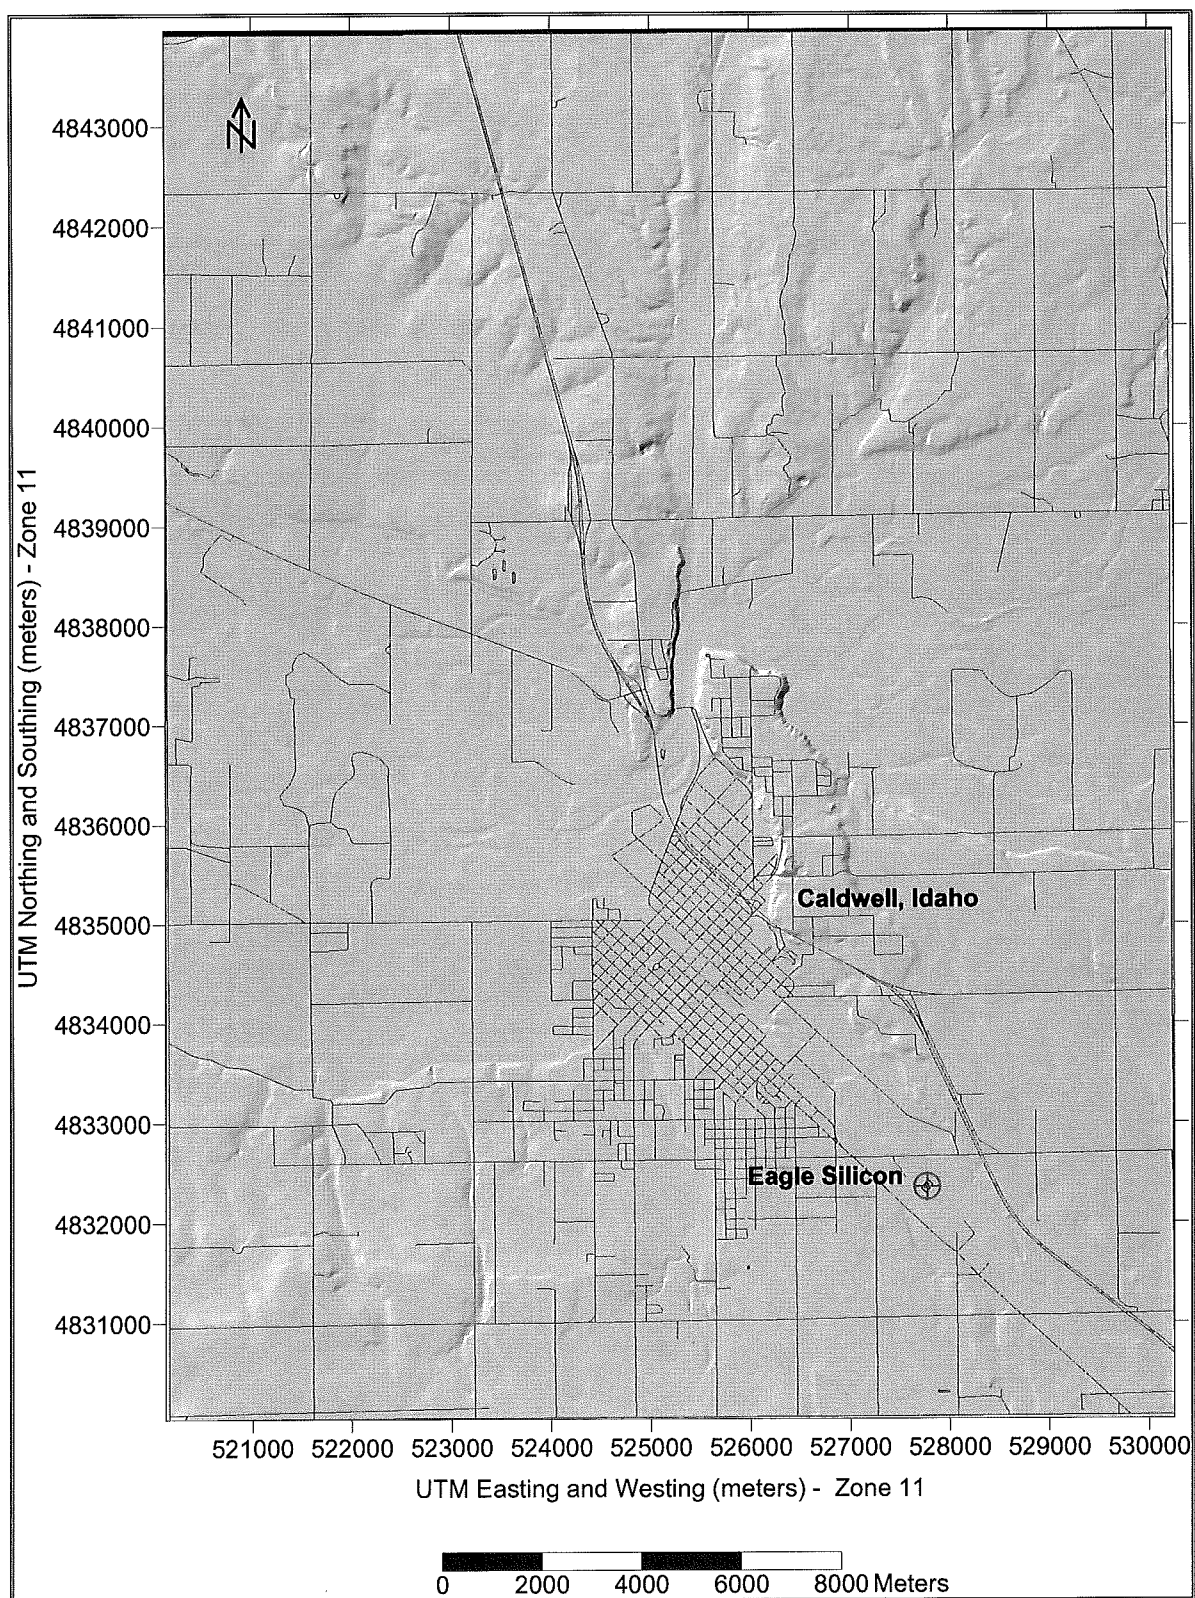 N
4843000
4842000
4841000
4840000
4839000
4838000
4837000
4836000
4835000
4834000
4833000
4832000
4831000
UTM Northing and Southing (meters) - Zone 11
Caldwell, Idaho
Eagle Silicon
521000 522000 523000 524000 525000 526000 527000 528000 529000 530000
UTM Easting and Westing (meters) - Zone 11
0 2000 4000 6000 8000 Meters